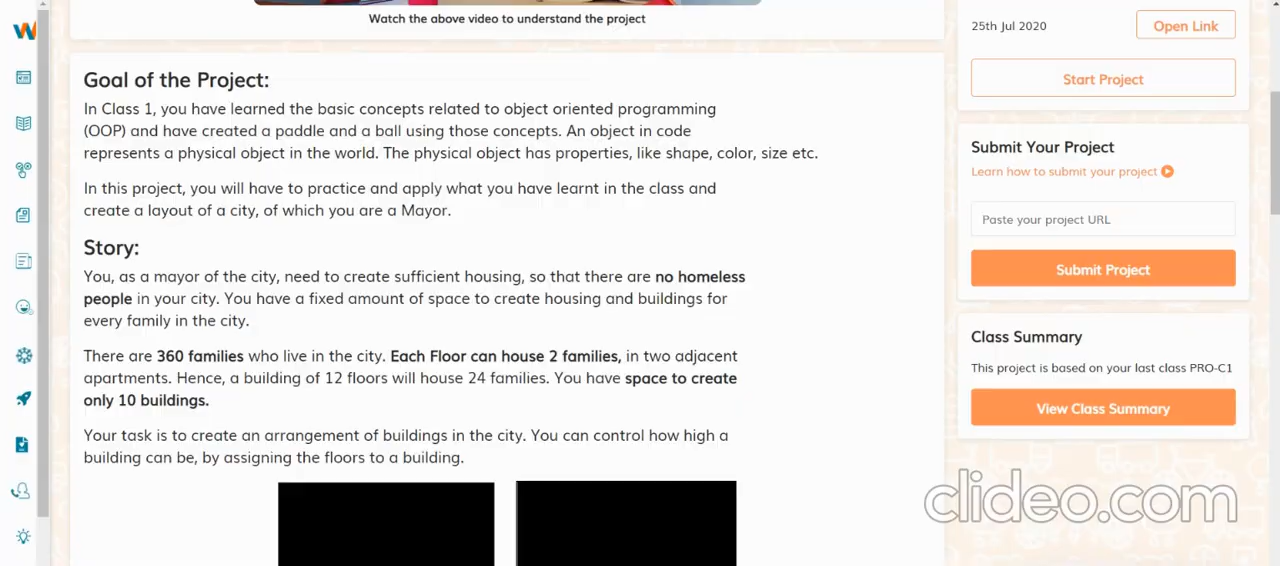 Watch the above video to understand the project
Goal of the Project:
In Class 1, you have learned the basic concepts related to object oriented programming
(OOP) and have created a paddle and a ball using those concepts. An object in code
represents a physical object in the world. The physical object has properties, like shape, color, size etc.
In this project, you will have to practice and apply what you have learnt in the class and
create a layout of a city, of which you are a Mayor.
Story:
You, as a mayor of the city, need to create sufficient housing, so that there are no homeless
people in your city. You have a fixed amount of space to create housing and buildings for
every family in the city.
There are 360 families who live in the city. Each Floor can house 2 families, in two adjacent
apartments. Hence, a building of 12 floors will house 24 families. You have space to create
only 10 buildings.
Your task is to create an arrangement of buildings in the city. You can control how high a
building can be, by assigning the floors to a building.
25th Jul 2020
Open Link
Start Project
Submit Your Project
Learn how to submit your project
Paste your project URL
Submit Project
Class Summary
This project is based on your last class PRO-C1
View Class Summary
clideo.com